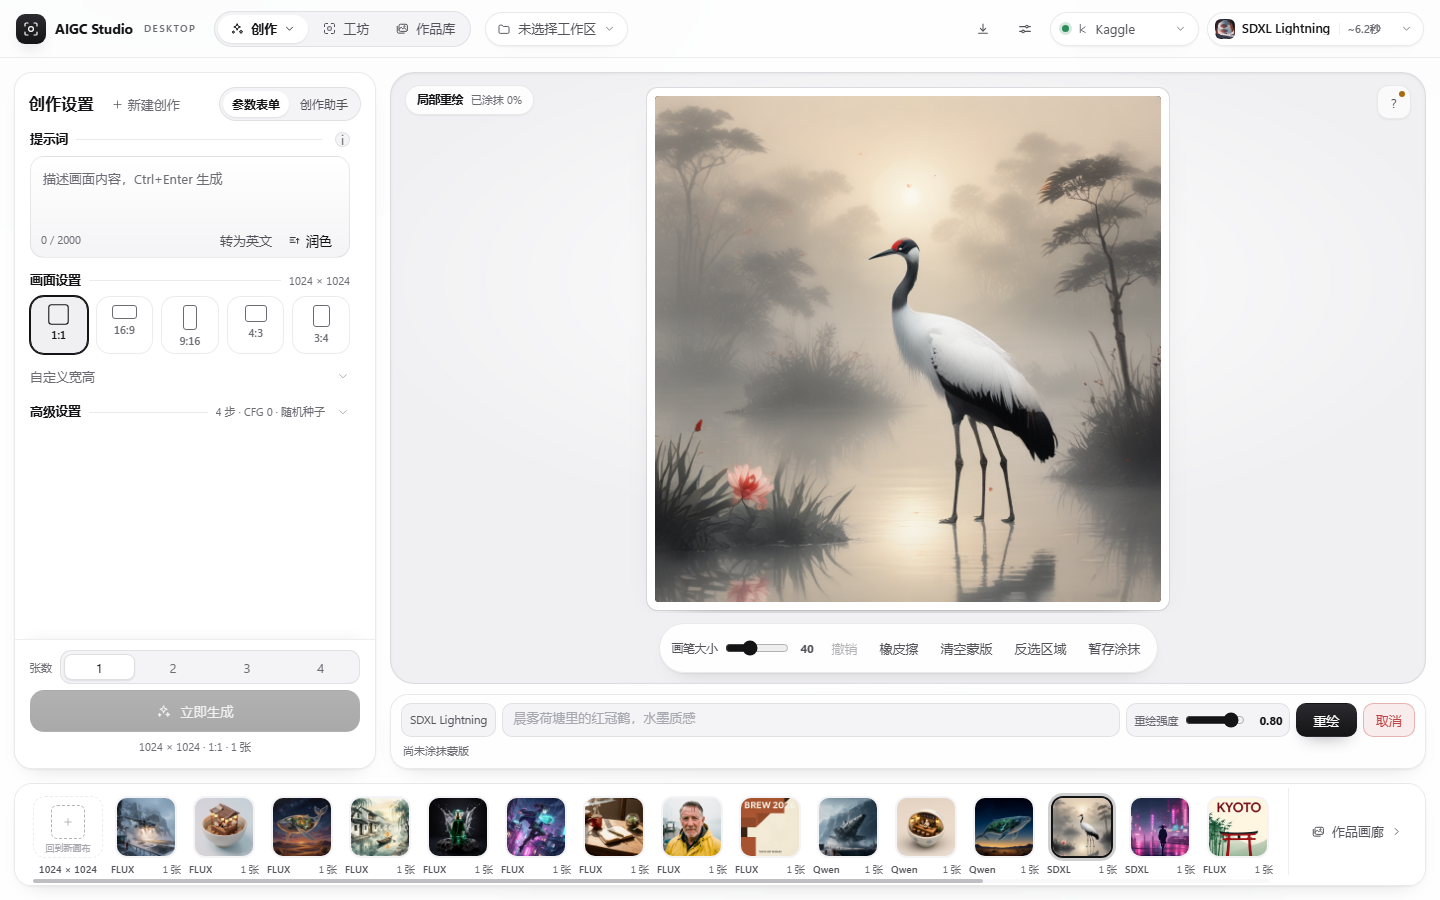 AIGC Studio DESKTOP 创作 工坊 作品库 未选择工作区 k Kaggle SDXL Lightning ~6.2秒
创作设置 + 新建创作 参数表单 创作助手
提示词
描述画面内容，Ctrl+Enter 生成
0 / 2000 转为英文 润色
画面设置 1024 × 1024
1:1 16:9 9:16 4:3 3:4
自定义宽高
高级设置 4 步 · CFG 0 · 随机种子
张数 1 2 3 4
立即生成
1024 × 1024 · 1:1 · 1 张
局部重绘 已涂抹 0% ?
画笔大小 40 撤销 橡皮擦 清空蒙版 反选区域 暂存涂抹
SDXL Lightning 晨雾荷塘里的红冠鹤，水墨质感 重绘强度 0.80 重绘 取消
尚未涂抹蒙版
+ 回到新画布
BREW 202
KYOTO
1024 × 1024 FLUX 1 张 FLUX 1 张 FLUX 1 张 FLUX 1 张 FLUX 1 张 FLUX 1 张 FLUX 1 张 FLUX 1 张 FLUX 1 张 Qwen 1 张 Qwen 1 张 Qwen 1 张 SDXL 1 张 SDXL 1 张 FLUX 1 张
作品画廊